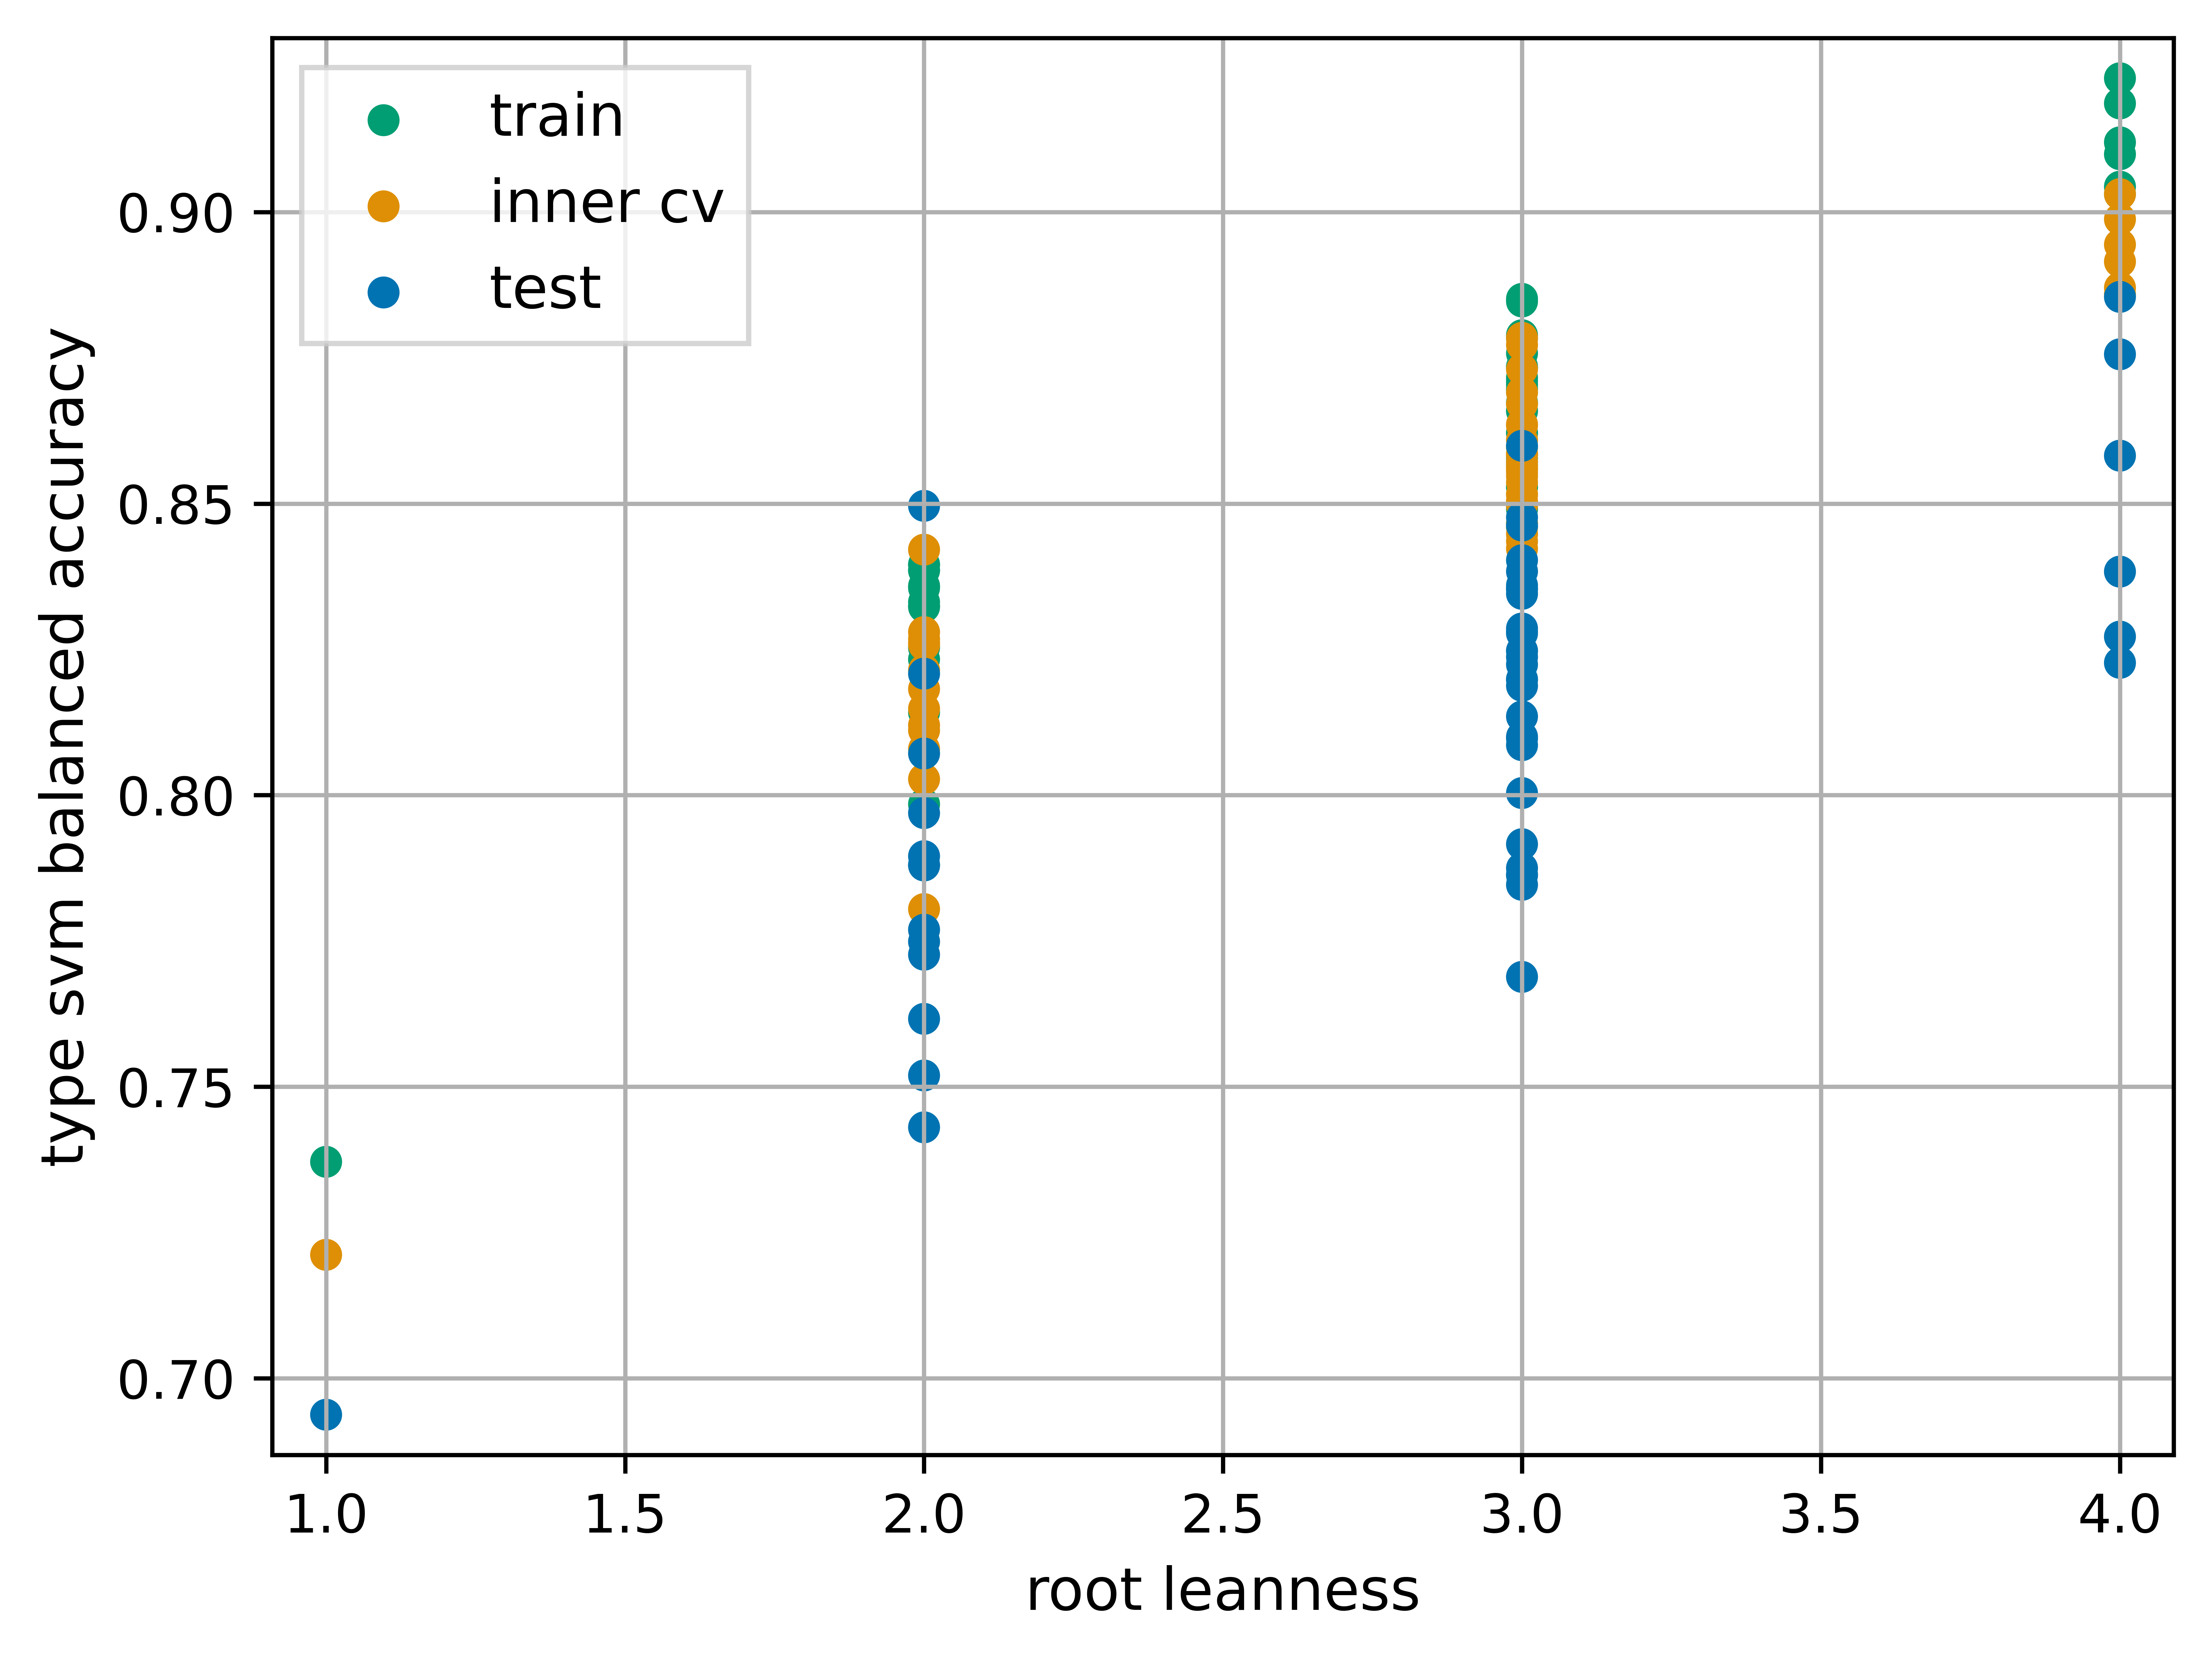 train
inner cv
test
type svm balanced accuracy
0.90
0.85
0.80
0.75
0.70
1.0 1.5 2.0 2.5 3.0 3.5 4.0
root leanness